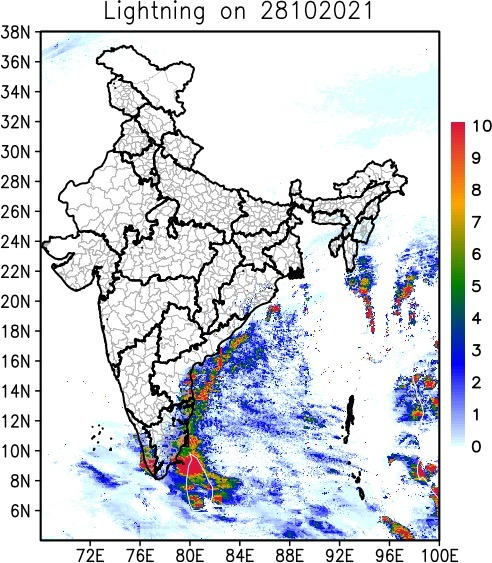 Lightning on 28102021
38N
36N
34N
32N
30N
28N
26N
24N
22N
20N
18N
16N
14N
12N
10N
8N
6N
72E 76E 80E 84E 88E 92E 96E 100E
10
9
8
7
6
5
4
3
2
1
0